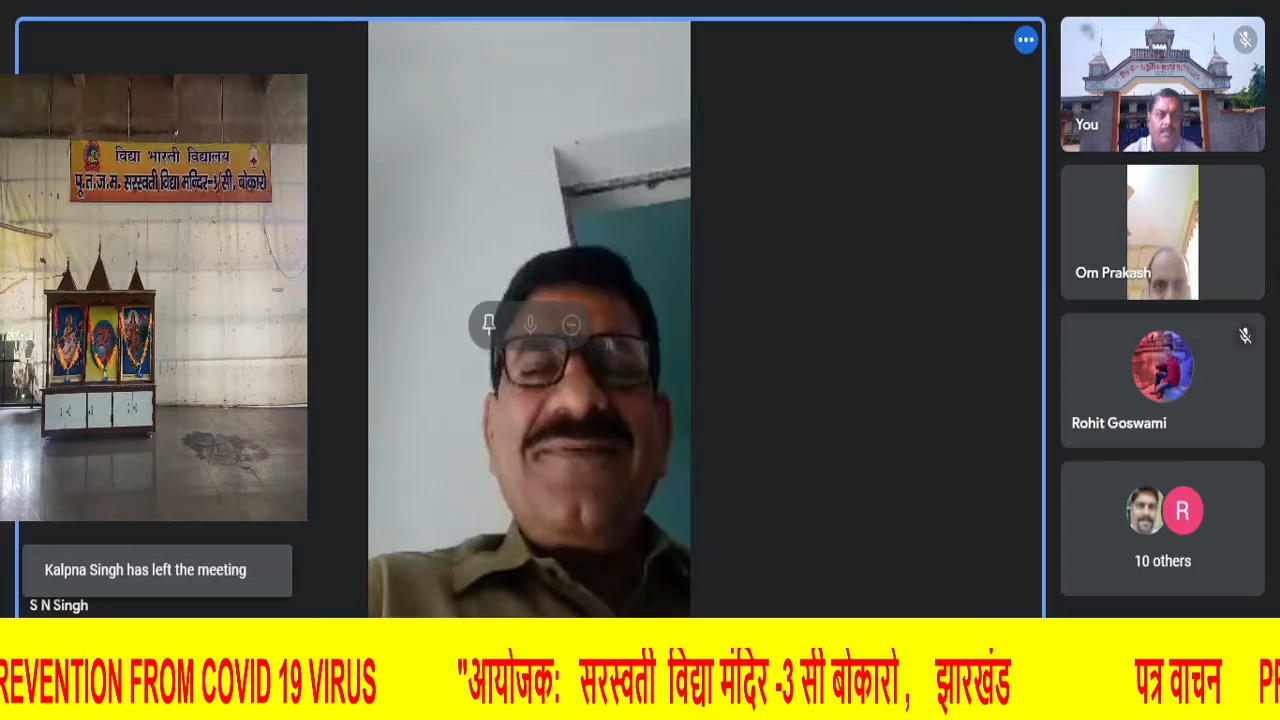 विद्या भारती विद्यालय
पू.त.ज.म. सरस्वती विद्या मन्दिर-3/सी, बोकारो
You
Om Prakash
Rohit Goswami
R
10 others
Kalpna Singh has left the meeting
S N Singh
REVENTION FROM COVID 19 VIRUS "आयोजक: सरस्वती विद्या मंदिर -3 सी बोकारो , झारखंड पत्र वाचन